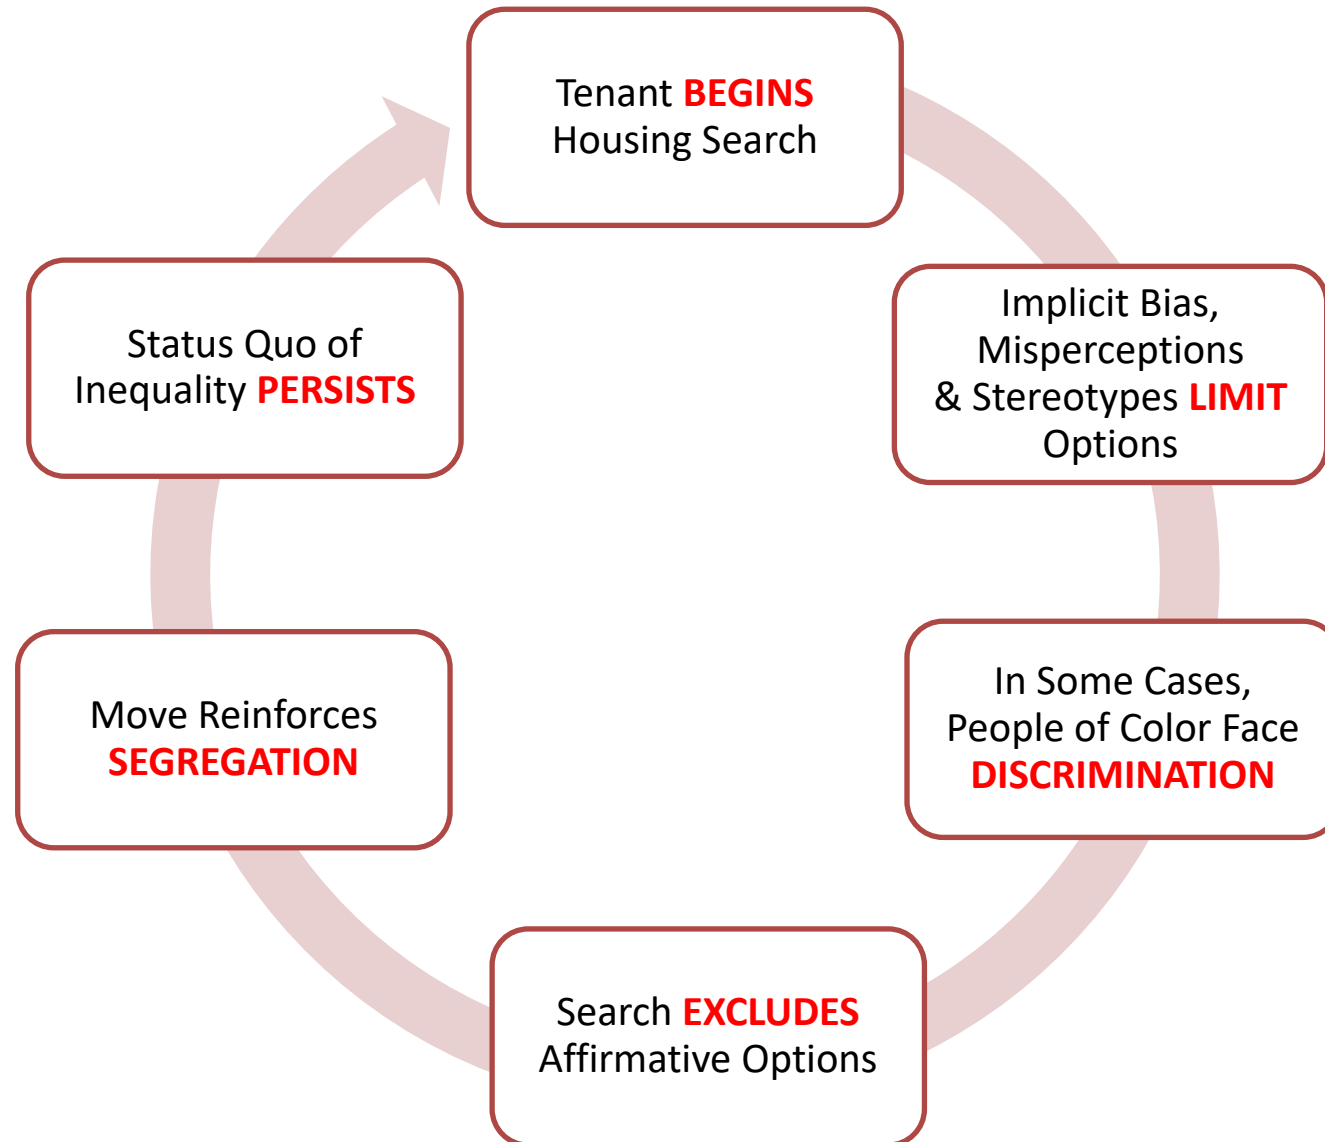 Tenant BEGINS
Housing Search
Implicit Bias,
Misperceptions
& Stereotypes LIMIT
Options
In Some Cases,
People of Color Face
DISCRIMINATION
Search EXCLUDES
Affirmative Options
Move Reinforces
SEGREGATION
Status Quo of
Inequality PERSISTS